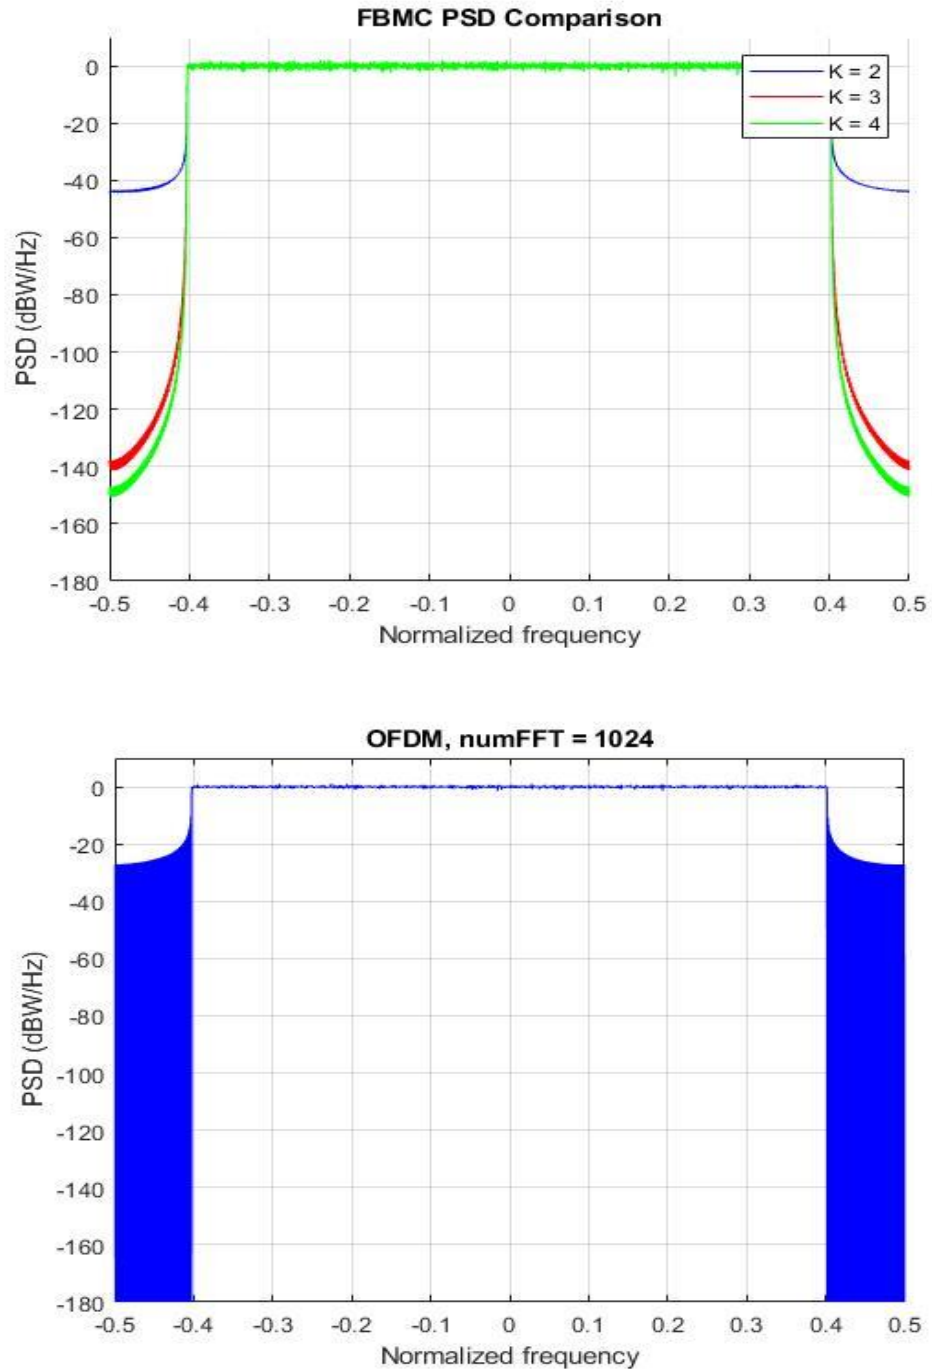 FBMC PSD Comparison
0
-20
-40
-60
-80
-100
-120
-140
-160
-180
PSD (dBW/Hz)
K = 2
K = 3
K = 4
-0.5 -0.4 -0.3 -0.2 -0.1 0 0.1 0.2 0.3 0.4 0.5
Normalized frequency
OFDM, numFFT = 1024
0
-20
-40
-60
-80
-100
-120
-140
-160
-180
PSD (dBW/Hz)
-0.5 -0.4 -0.3 -0.2 -0.1 0 0.1 0.2 0.3 0.4 0.5
Normalized frequency